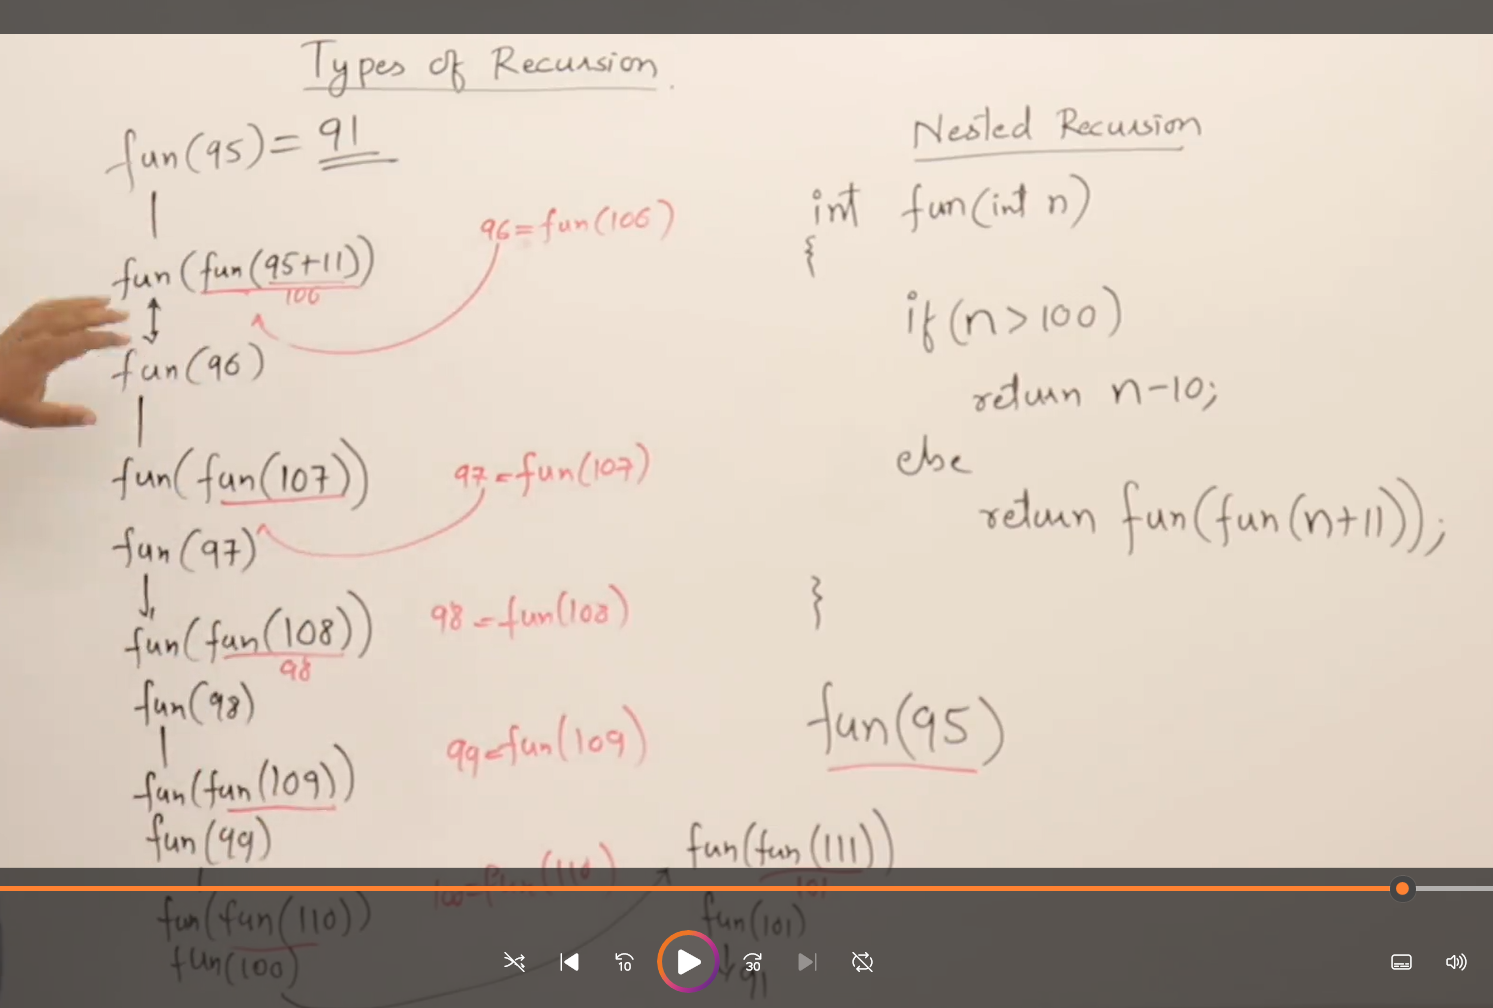 Types of Recursion.
fun(95) = 91
fun(fun(95+11))
106
96 = fun(106)
fun(96)
fun(fun(107))
97 = fun(107)
fun(97)
fun(fun(108))
98
98 = fun(108)
fun(98)
fun(fun(109))
99 = fun(109)
fun(99)
fun(fun(110))
100 = fun(110)
fun(100)
fun(fun(111))
101
fun(101)
91
Nested Recursion
int fun(int n)
{
if(n>100)
return n-10;
else
return fun(fun(n+11));
}
fun(95)
10
30